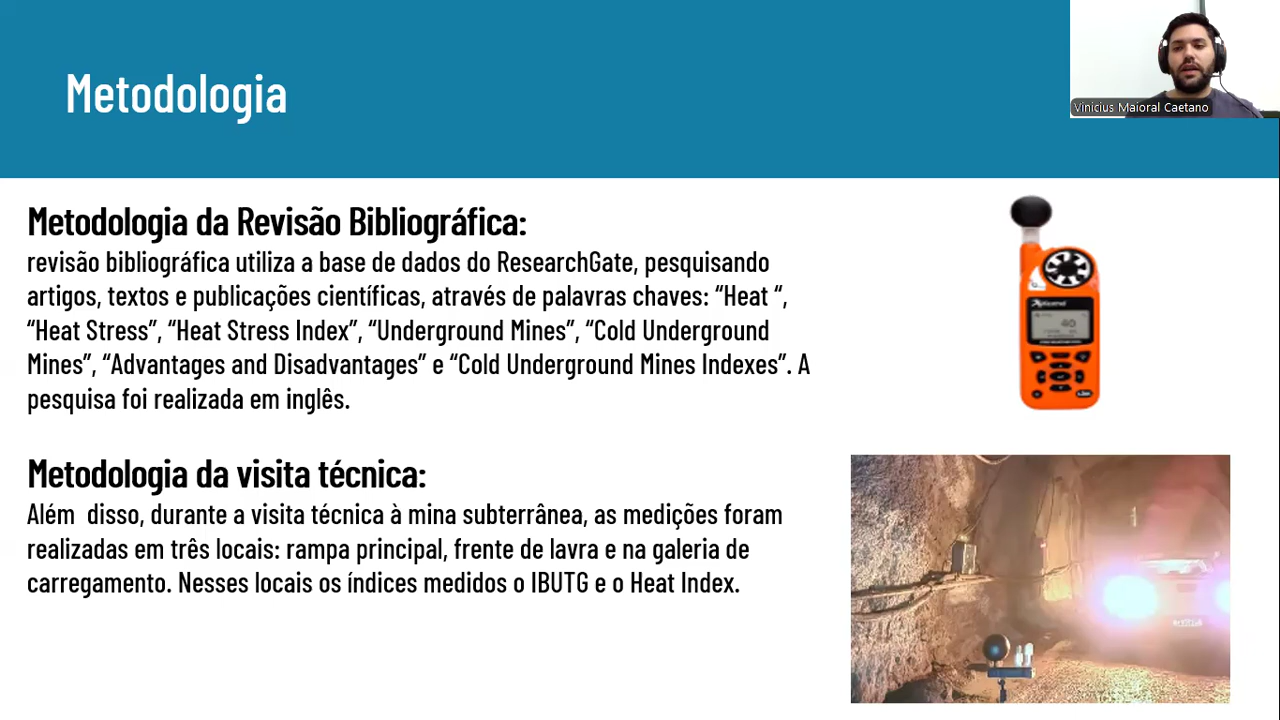 Metodologia
Vinicius Maioral Caetano
Metodologia da Revisão Bibliográfica:
revisão bibliográfica utiliza a base de dados do ResearchGate, pesquisando
artigos, textos e publicações científicas, através de palavras chaves: “Heat “,
“Heat Stress”, “Heat Stress Index”, “Underground Mines”, “Cold Underground
Mines”, “Advantages and Disadvantages” e “Cold Underground Mines Indexes”. A
pesquisa foi realizada em inglês.
Metodologia da visita técnica:
Além  disso, durante a visita técnica à mina subterrânea, as medições foram
realizadas em três locais: rampa principal, frente de lavra e na galeria de
carregamento. Nesses locais os índices medidos o IBUTG e o Heat Index.